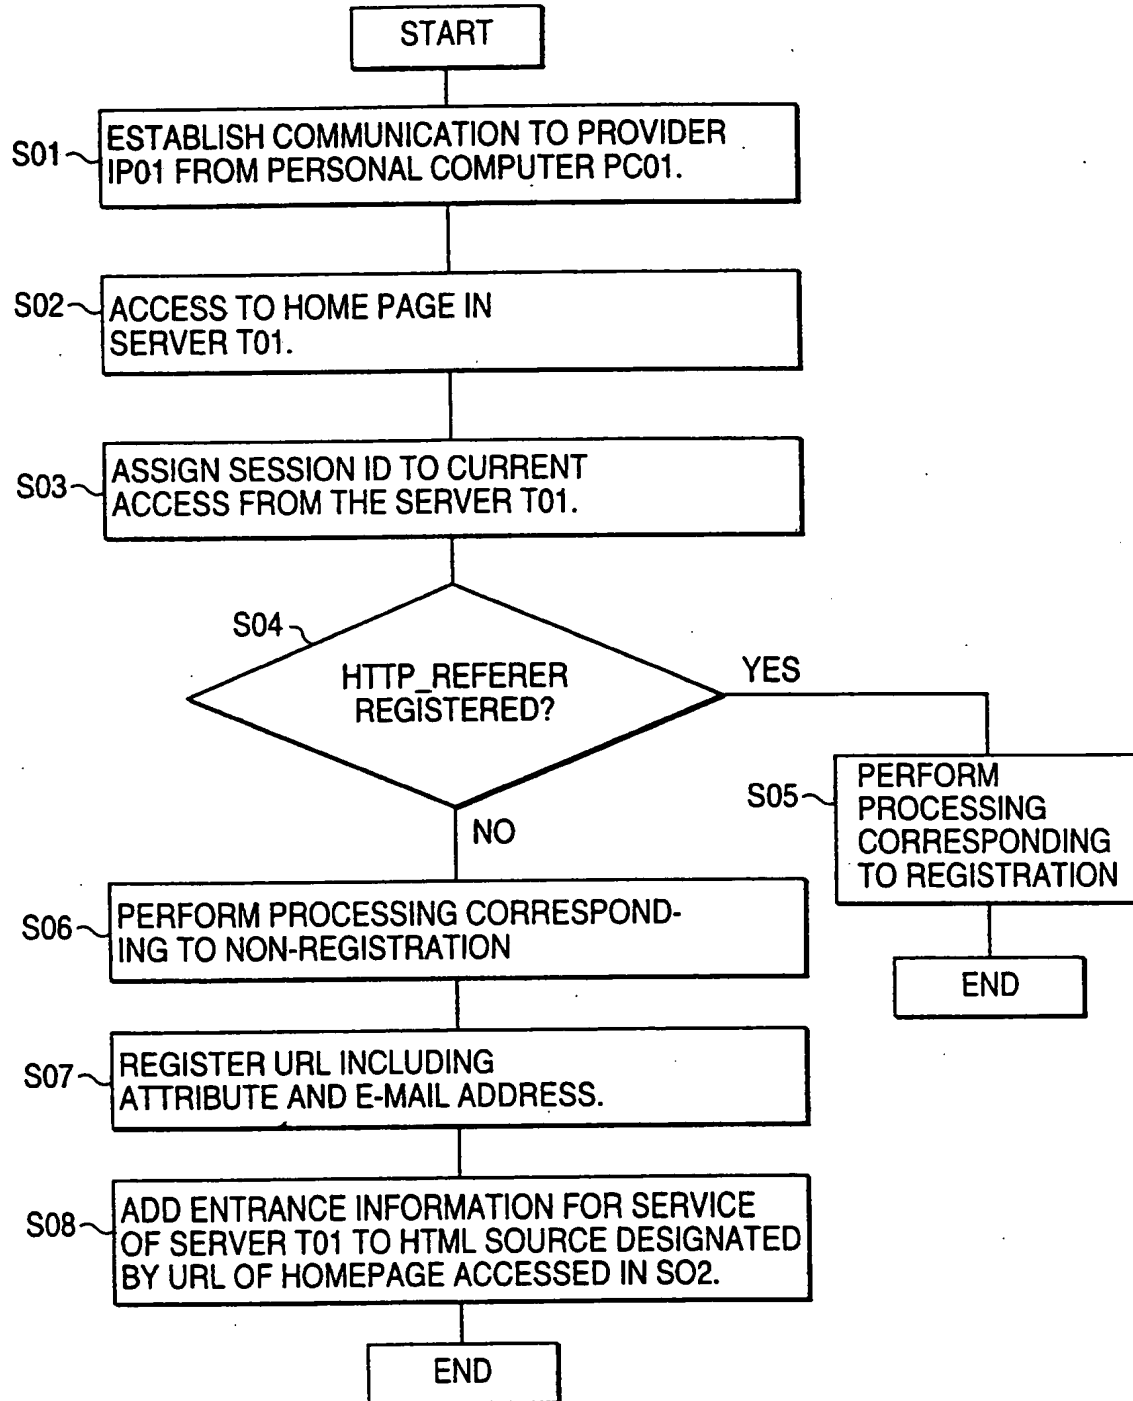 START
S01
ESTABLISH COMMUNICATION TO PROVIDER
IP01 FROM PERSONAL COMPUTER PC01.
S02
ACCESS TO HOME PAGE IN
SERVER T01.
S03
ASSIGN SESSION ID TO CURRENT
ACCESS FROM THE SERVER T01.
S04
HTTP_REFERER
REGISTERED?
YES
S05
PERFORM
PROCESSING
CORRESPONDING
TO REGISTRATION
END
NO
S06
PERFORM PROCESSING CORRESPOND-
ING TO NON-REGISTRATION
S07
REGISTER URL INCLUDING
ATTRIBUTE AND E-MAIL ADDRESS.
S08
ADD ENTRANCE INFORMATION FOR SERVICE
OF SERVER T01 TO HTML SOURCE DESIGNATED
BY URL OF HOMEPAGE ACCESSED IN SO2.
END